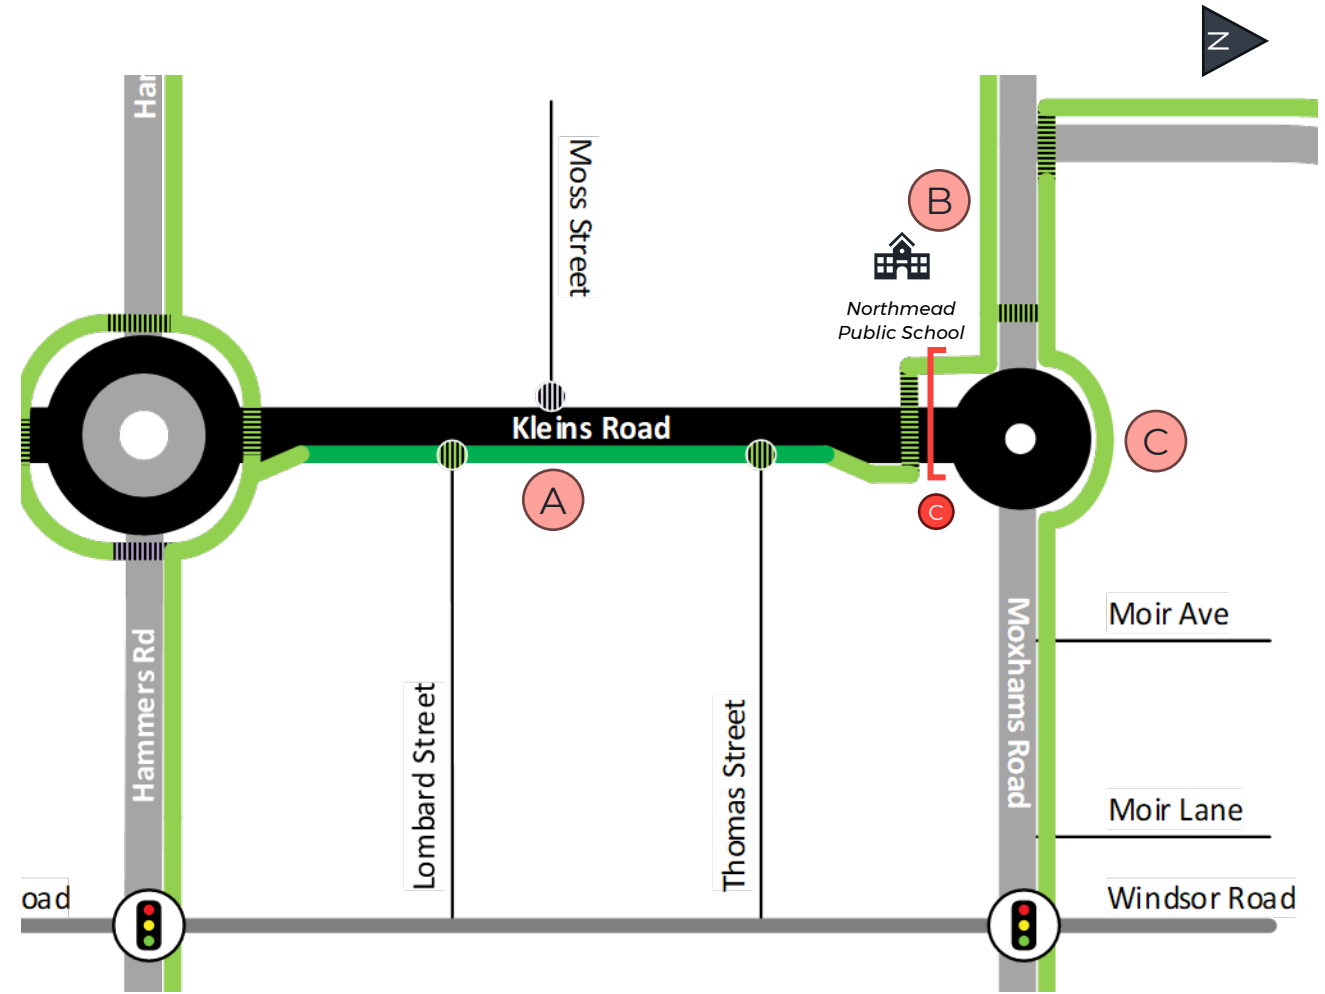 N
Har
Moss Street
B
Northmead
Public School
Kleins Road
C
A
C
Moir Ave
Hammers Rd
Lombard Street
Thomas Street
Moxhams Road
Moir Lane
oad
Windsor Road